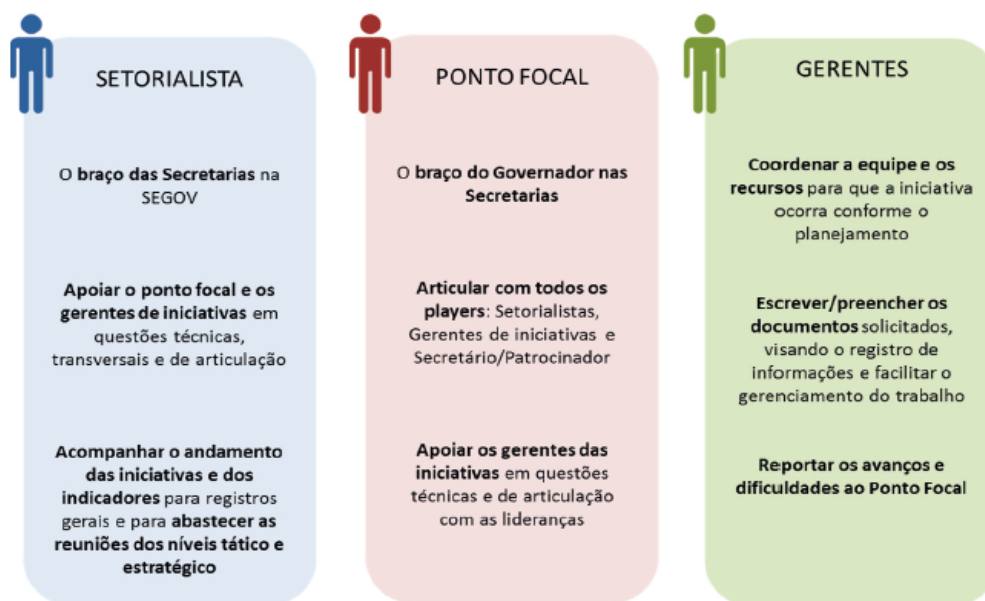 SETORIALISTA
O braço das Secretarias na
SEGOV
Apoiar o ponto focal e os
gerentes de iniciativas em
questões técnicas,
transversais e de articulação
Acompanhar o andamento
das iniciativas e dos
indicadores para registros
gerais e para abastecer as
reuniões dos níveis tático e
estratégico
PONTO FOCAL
O braço do Governador nas
Secretarias
Articular com todos os
players: Setorialistas,
Gerentes de iniciativas e
Secretário/Patrocinador
Apoiar os gerentes das
iniciativas em questões
técnicas e de articulação
com as lideranças
GERENTES
Coordenar a equipe e os
recursos para que a iniciativa
ocorra conforme o
planejamento
Escrever/preencher os
documentos solicitados,
visando o registro de
informações e facilitar o
gerenciamento do trabalho
Reportar os avanços e
dificuldades ao Ponto Focal